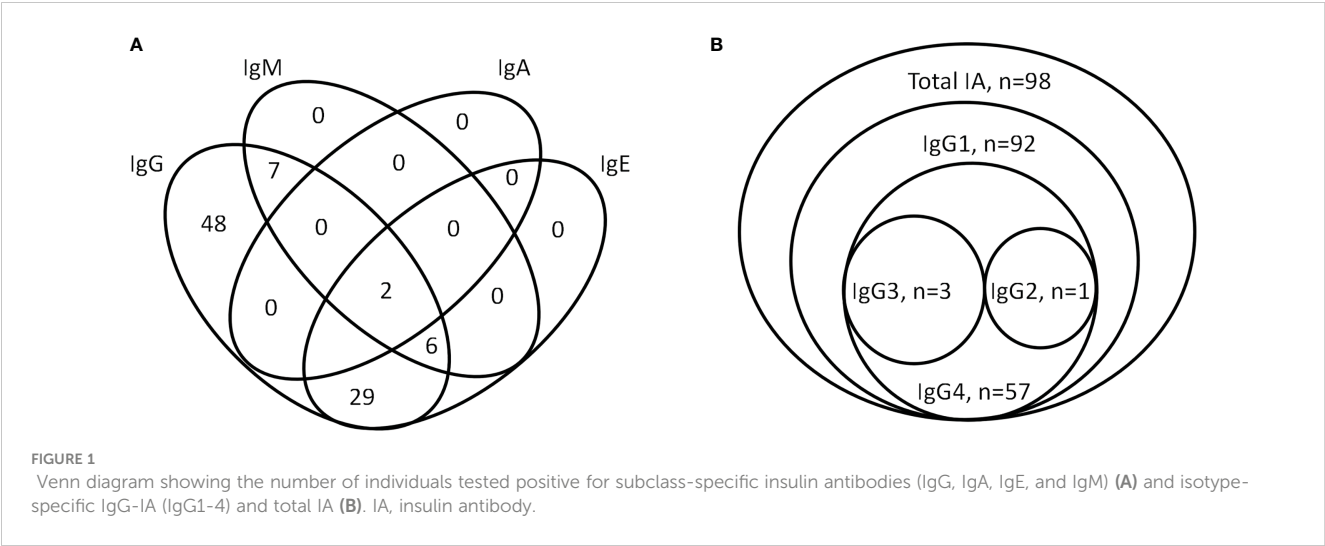 A
B
IgM
IgA
IgG
IgE
0
0
7
0
0
48
0
0
0
0
2
0
6
29
Total IA, n=98
IgG1, n=92
IgG3, n=3
IgG2, n=1
IgG4, n=57
FIGURE 1
Venn diagram showing the number of individuals tested positive for subclass-specific insulin antibodies (IgG, IgA, IgE, and IgM) (A) and isotype-
specific IgG-IA (IgG1-4) and total IA (B). IA, insulin antibody.